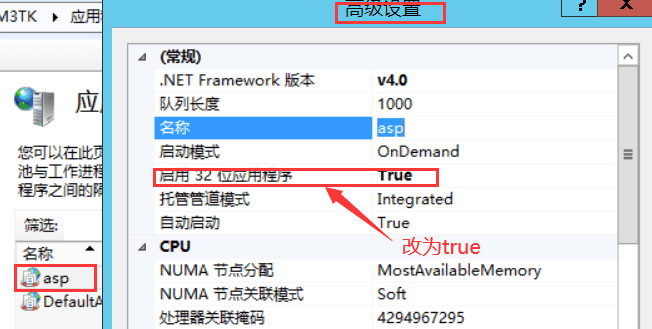 M3TK ▸ 应用
高级设置
?
X
应
您可以在此页
池与工作进程
程序之间的隔
筛选:
名称
asp
DefaultA
(常规)
.NET Framework 版本 v4.0
队列长度 1000
名称 asp
启动模式 OnDemand
启用 32 位应用程序 True
托管管道模式 Integrated
自动启动 True
改为true
CPU
NUMA 节点分配 MostAvailableMemory
NUMA 节点关联模式 Soft
处理器关联掩码 4294967295